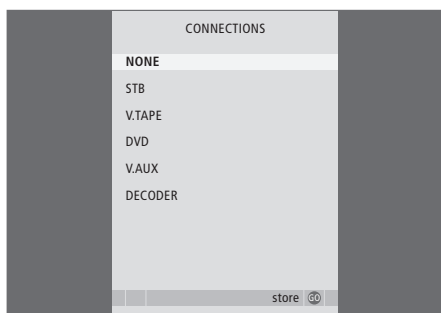 CONNECTIONS
NONE
STB
V.TAPE
DVD
V.AUX
DECODER
store GO